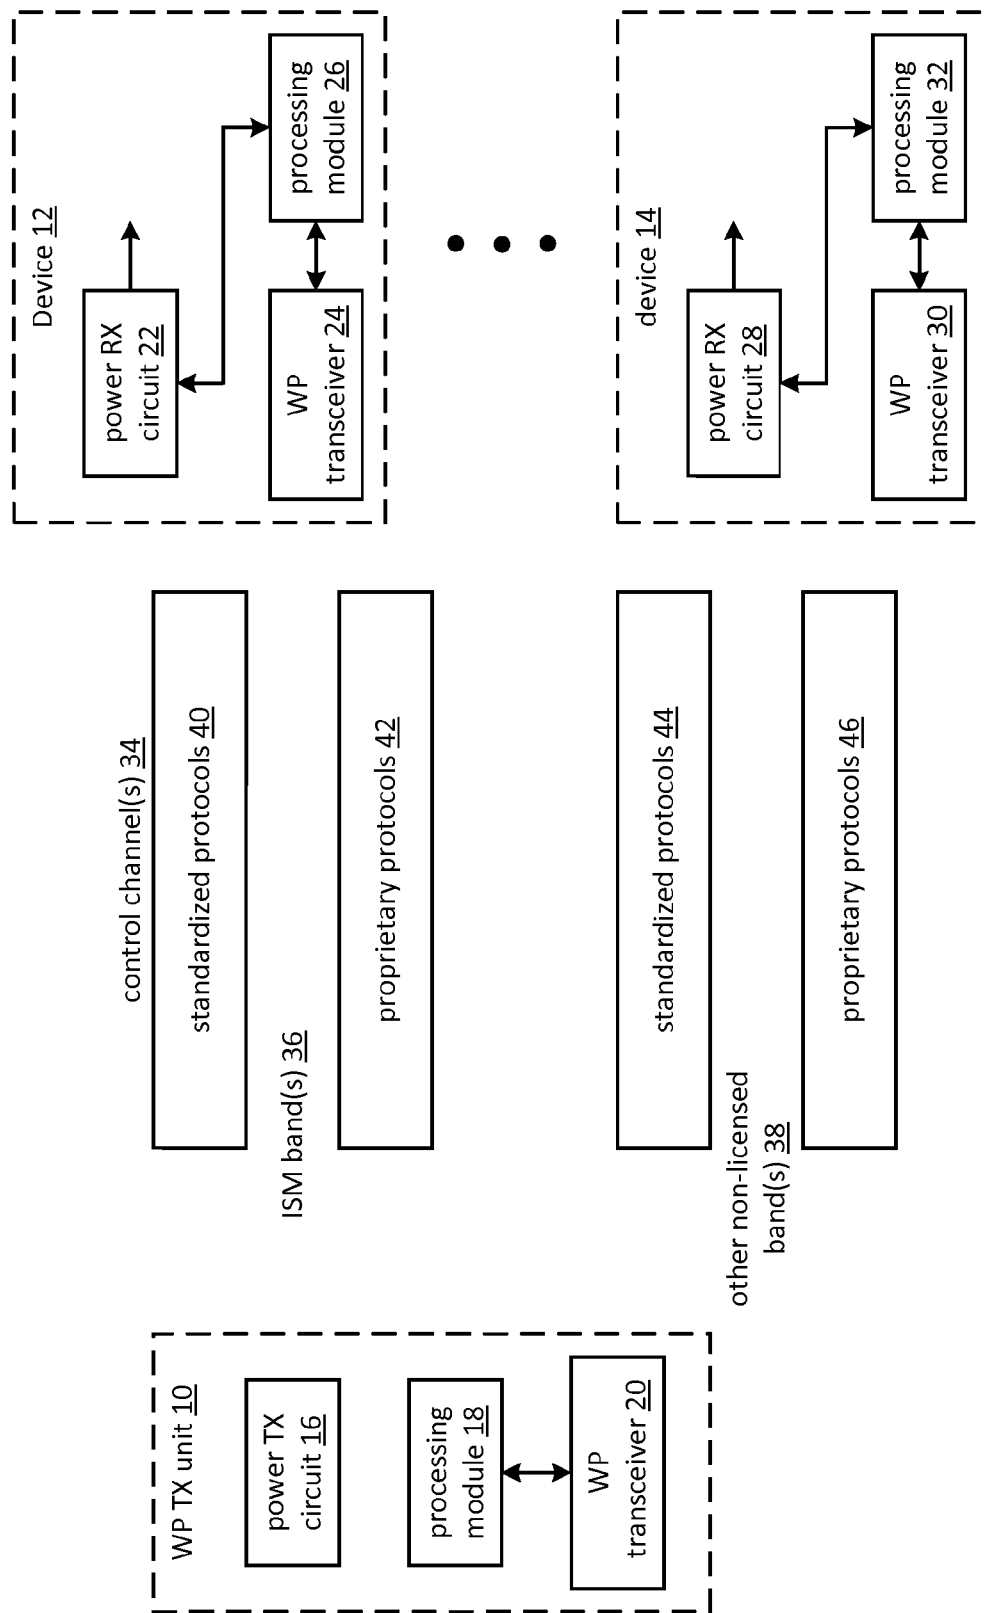 WP TX unit 10
power TX
circuit 16
processing
module 18
WP
transceiver 20
control channel(s) 34
standardized protocols 40
ISM band(s) 36
proprietary protocols 42
standardized protocols 44
other non-licensed
band(s) 38
proprietary protocols 46
Device 12
power RX
circuit 22
WP
transceiver 24
processing
module 26
device 14
power RX
circuit 28
WP
transceiver 30
processing
module 32